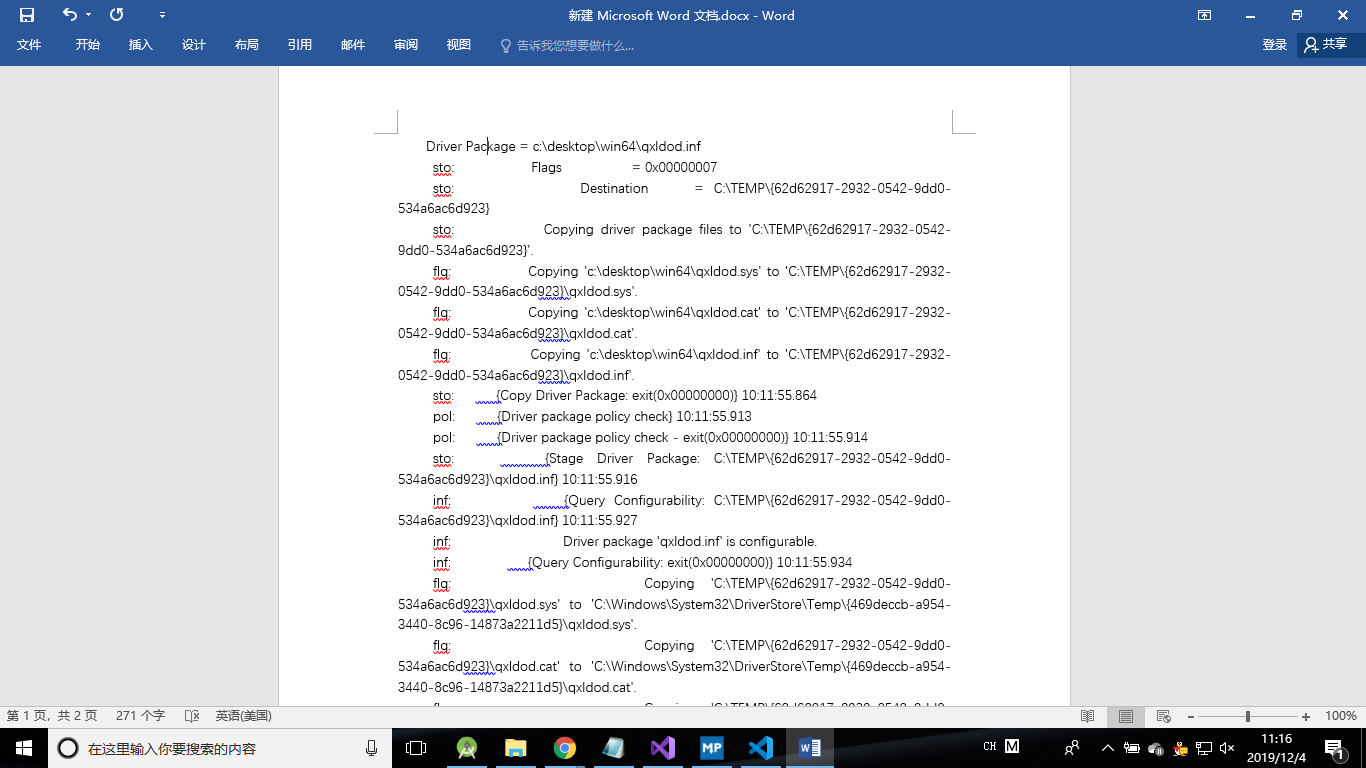 新建 Microsoft Word 文档.docx - Word
文件 开始 插入 设计 布局 引用 邮件 审阅 视图 告诉我您想要做什么... 登录 共享
Driver Package = c:\desktop\win64\qxldod.inf
sto: Flags = 0x00000007
sto: Destination = C:\TEMP\{62d62917-2932-0542-9dd0-
534a6ac6d923}
sto: Copying driver package files to 'C:\TEMP\{62d62917-2932-0542-
9dd0-534a6ac6d923}'.
flq: Copying 'c:\desktop\win64\qxldod.sys' to 'C:\TEMP\{62d62917-2932-
0542-9dd0-534a6ac6d923}\qxldod.sys'.
flq: Copying 'c:\desktop\win64\qxldod.cat' to 'C:\TEMP\{62d62917-2932-
0542-9dd0-534a6ac6d923}\qxldod.cat'.
flq: Copying 'c:\desktop\win64\qxldod.inf' to 'C:\TEMP\{62d62917-2932-
0542-9dd0-534a6ac6d923}\qxldod.inf'.
sto: {Copy Driver Package: exit(0x00000000)} 10:11:55.864
pol: {Driver package policy check} 10:11:55.913
pol: {Driver package policy check - exit(0x00000000)} 10:11:55.914
sto: {Stage Driver Package: C:\TEMP\{62d62917-2932-0542-9dd0-
534a6ac6d923}\qxldod.inf} 10:11:55.916
inf: {Query Configurability: C:\TEMP\{62d62917-2932-0542-9dd0-
534a6ac6d923}\qxldod.inf} 10:11:55.927
inf: Driver package 'qxldod.inf' is configurable.
inf: {Query Configurability: exit(0x00000000)} 10:11:55.934
flq: Copying 'C:\TEMP\{62d62917-2932-0542-9dd0-
534a6ac6d923}\qxldod.sys' to 'C:\Windows\System32\DriverStore\Temp\{469deccb-a954-
3440-8c96-14873a2211d5}\qxldod.sys'.
flq: Copying 'C:\TEMP\{62d62917-2932-0542-9dd0-
534a6ac6d923}\qxldod.cat' to 'C:\Windows\System32\DriverStore\Temp\{469deccb-a954-
3440-8c96-14873a2211d5}\qxldod.cat'.
第 1 页，共 2 页 271 个字 英语(美国) 100%
在这里输入你要搜索的内容 MP CH M 11:16
2019/12/4 1